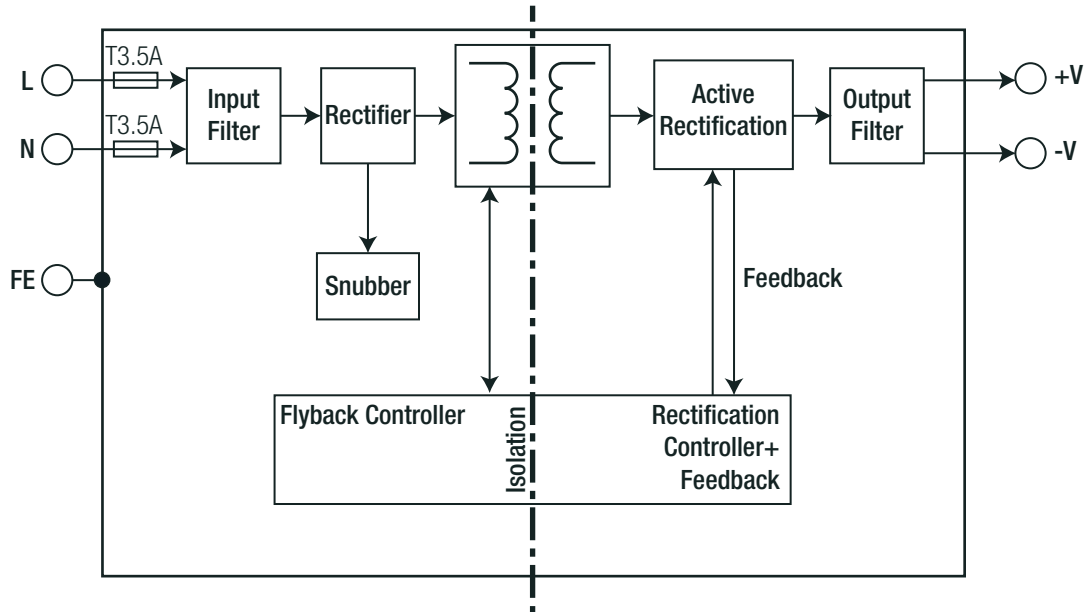 T3.5A
L
Input
Filter
Rectifier
Active
Rectification
Output
Filter
+V
T3.5A
N
-V
FE
Snubber
Feedback
Flyback Controller
Isolation
Rectification
Controller+
Feedback